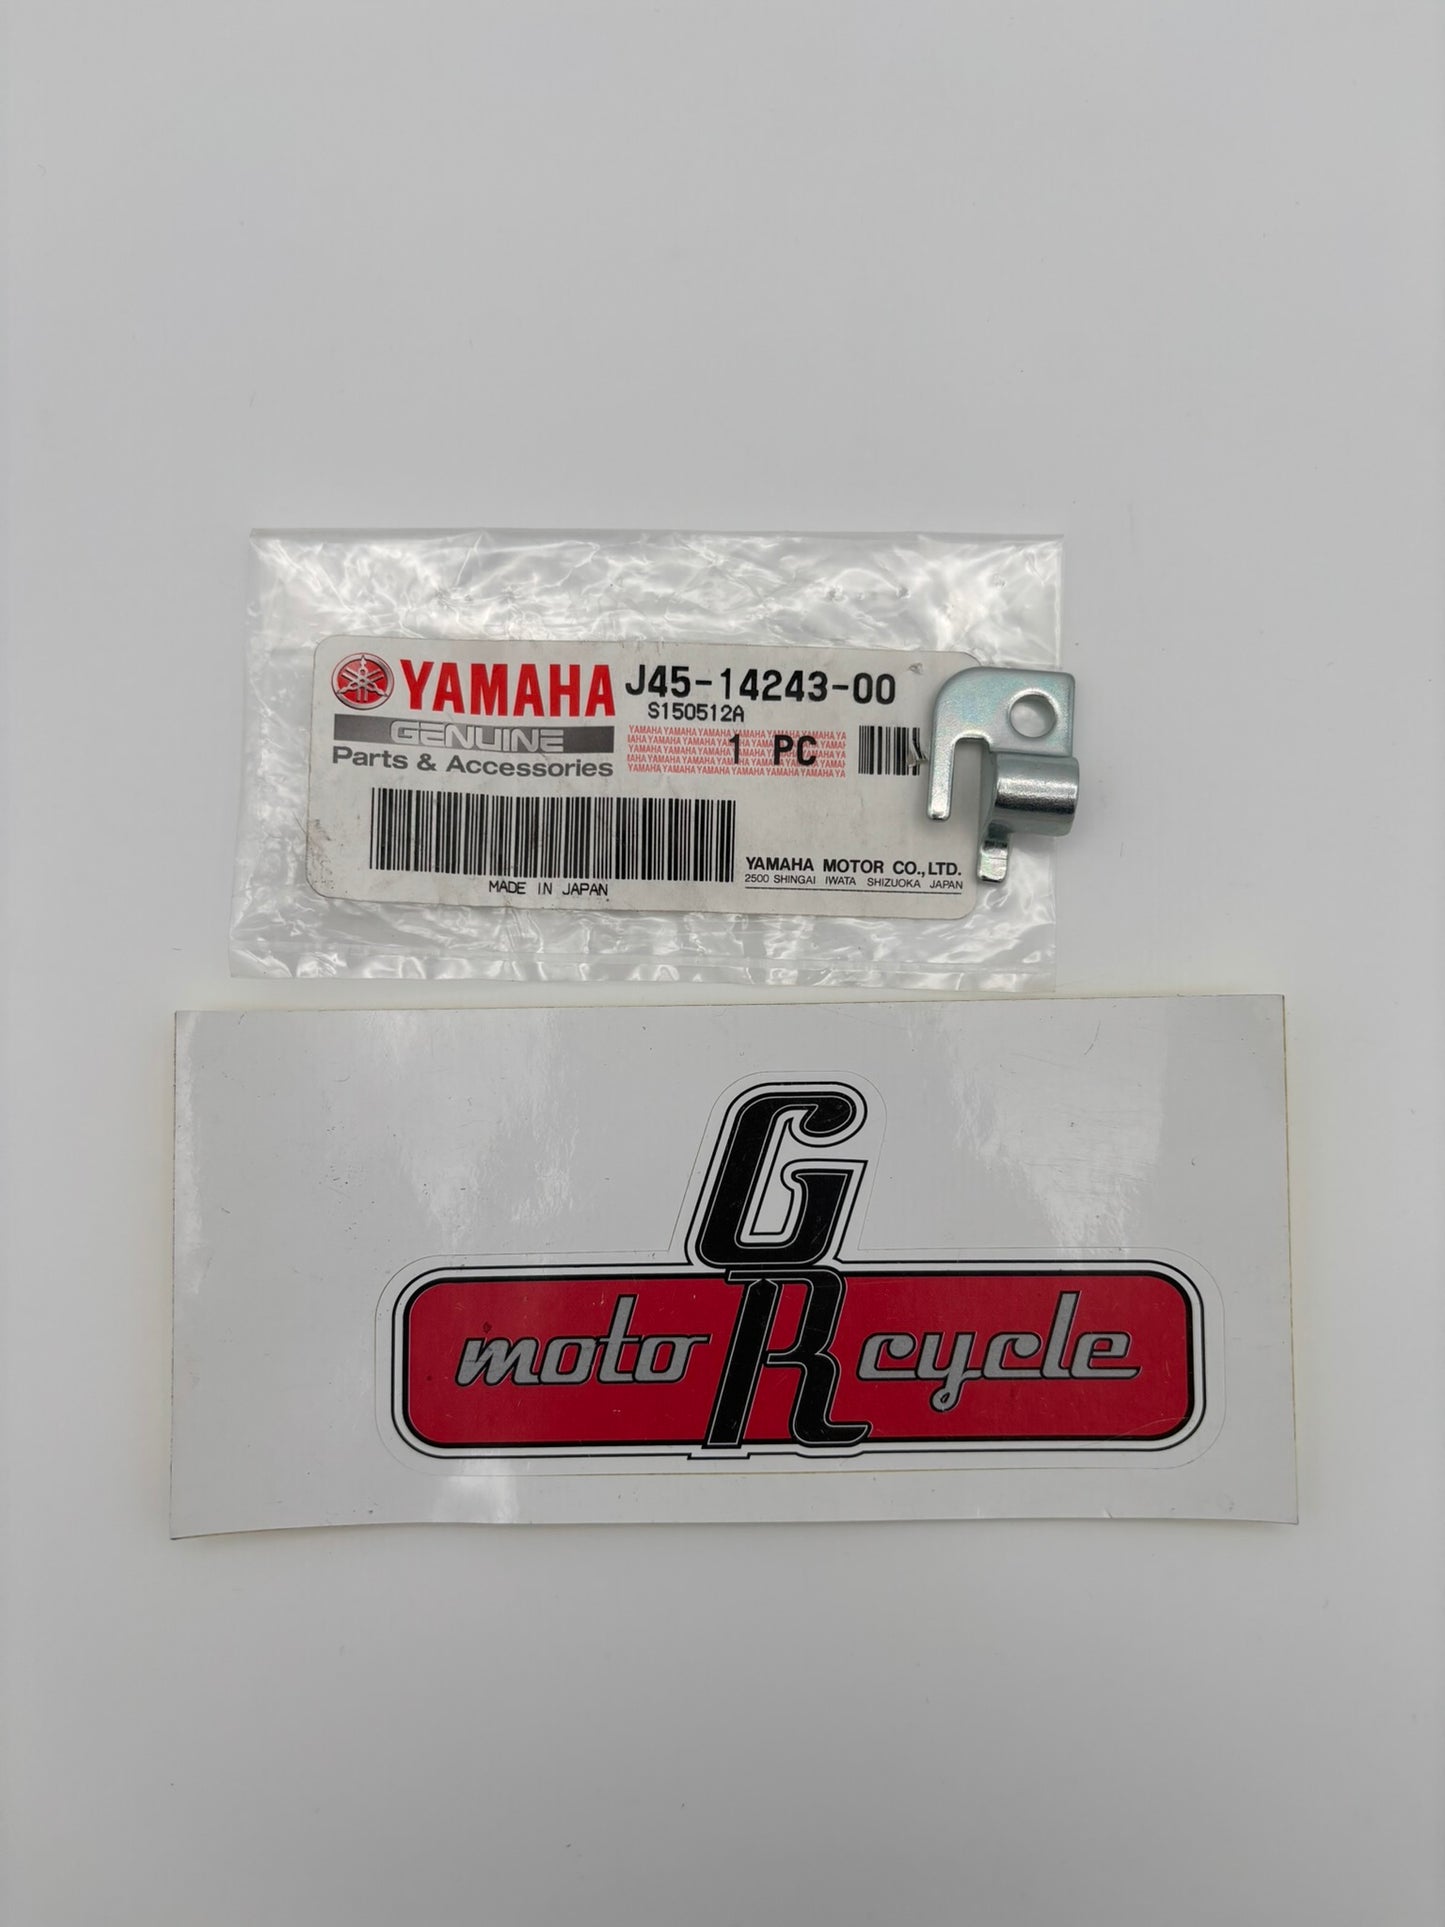 YAMAHA J45-14243-00
S150512A
GENUINE
1 PC
Parts & Accessories
YAMAHA MOTOR CO.,LTD.
2500 SHINGAI IWATA SHIZUOKA JAPAN
MADE IN JAPAN
G
moto R cycle